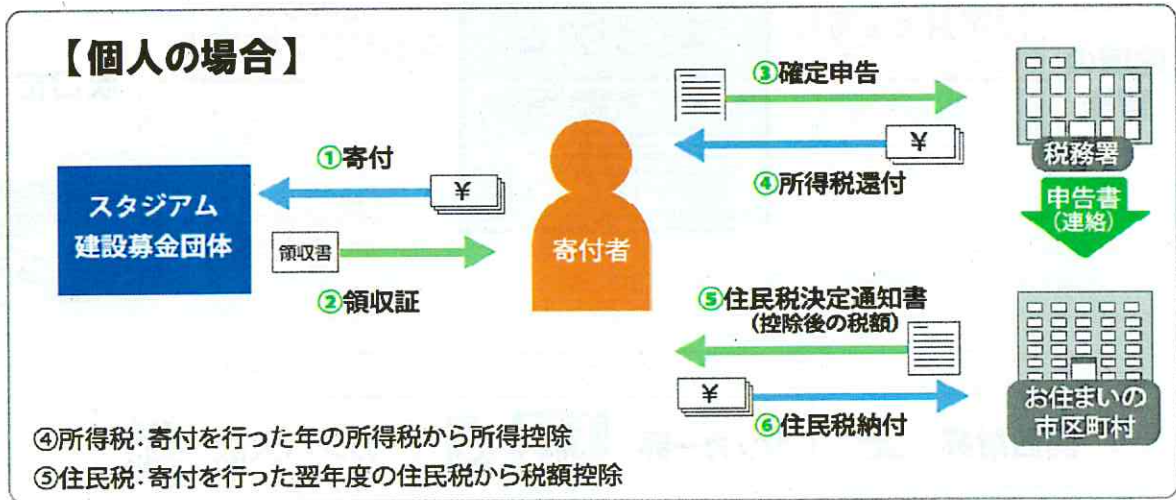 【個人の場合】
スタジアム
建設募金団体
①寄付
¥
領収書
②領収証
寄付者
③確定申告
¥
④所得税還付
税務署
申告書
(連絡)
⑤住民税決定通知書
(控除後の税額)
¥
⑥住民税納付
お住まいの
市区町村
④所得税:寄付を行った年の所得税から所得控除
⑤住民税:寄付を行った翌年度の住民税から税額控除